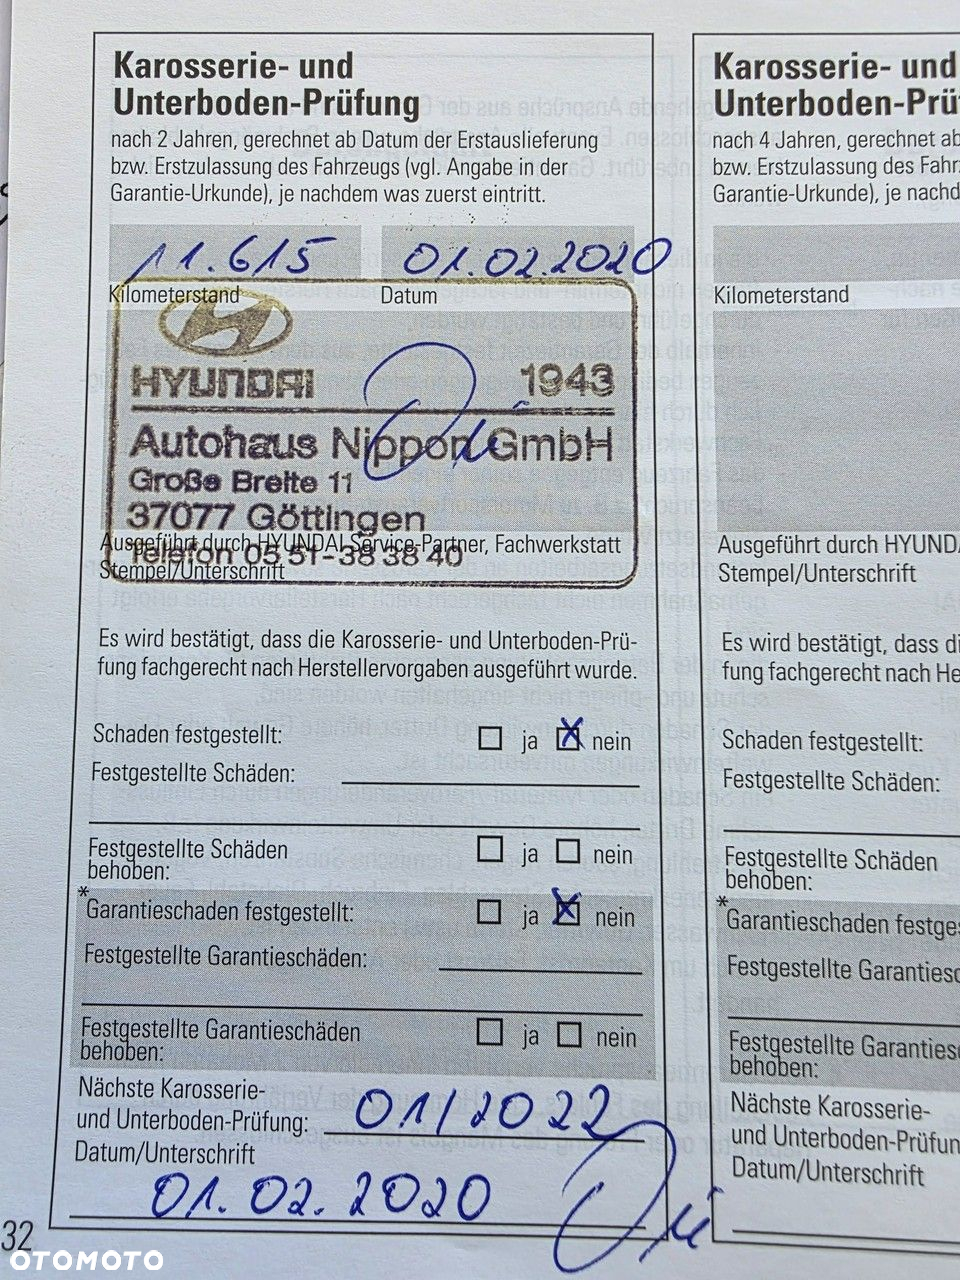 Karosserie- und
Unterboden-Prüfung
nach 2 Jahren, gerechnet ab Datum der Erstauslieferung
bzw. Erstzulassung des Fahrzeugs (vgl. Angabe in der
Garantie-Urkunde), je nachdem was zuerst eintritt.
11.615 01.02.2020
Kilometerstand Datum
HYUNDAI 1943
Autohaus Nippon GmbH
Große Breite 11
37077 Göttingen
Telefon 05 51-38 38 40
Ausgeführt durch HYUNDAI Service-Partner, Fachwerkstatt
Stempel/Unterschrift
Es wird bestätigt, dass die Karosserie- und Unterboden-Prü-
fung fachgerecht nach Herstellervorgaben ausgeführt wurde.
Schaden festgestellt: ja X nein
Festgestellte Schäden:
Festgestellte Schäden ja nein
behoben:
*Garantieschaden festgestellt: ja X nein
Festgestellte Garantieschäden:
Festgestellte Garantieschäden ja nein
behoben:
Nächste Karosserie-
und Unterboden-Prüfung: 01/2022
Datum/Unterschrift
01.02.2020
32
Karosserie- und
Unterboden-Prü
nach 4 Jahren, gerechnet ab
bzw. Erstzulassung des Fahr
Garantie-Urkunde), je nachd
Kilometerstand
Ausgeführt durch HYUNDA
Stempel/Unterschrift
Es wird bestätigt, dass di
fung fachgerecht nach He
Schaden festgestellt:
Festgestellte Schäden:
Festgestellte Schäden
behoben:
*Garantieschaden festges
Festgestellte Garantiesc
Festgestellte Garanties
behoben:
Nächste Karosserie-
und Unterboden-Prüfun
Datum/Unterschrift
OTOMOTO